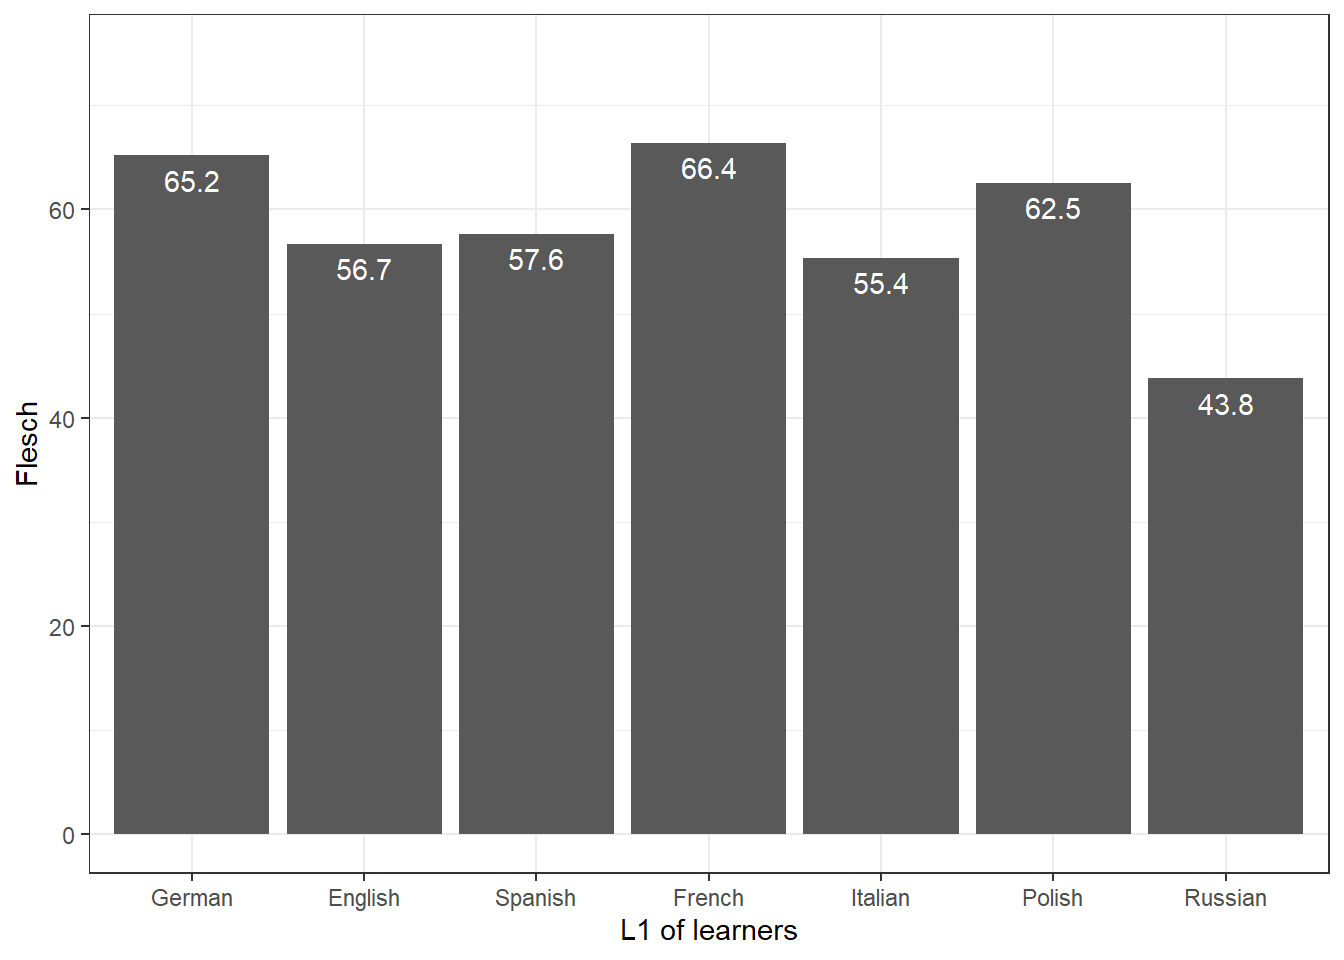 65.2
56.7
57.6
66.4
55.4
62.5
43.8
60
40
20
0
Flesch
German
English
Spanish
French
Italian
Polish
Russian
L1 of learners